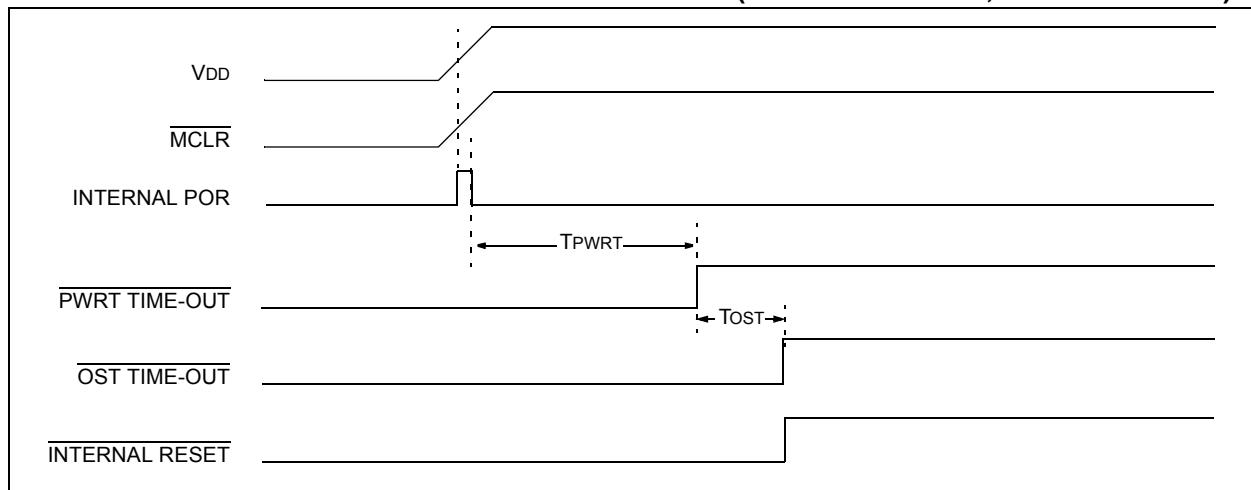 VDD
MCLR
INTERNAL POR
TPWRT
PWRT TIME-OUT
TOST
OST TIME-OUT
INTERNAL RESET